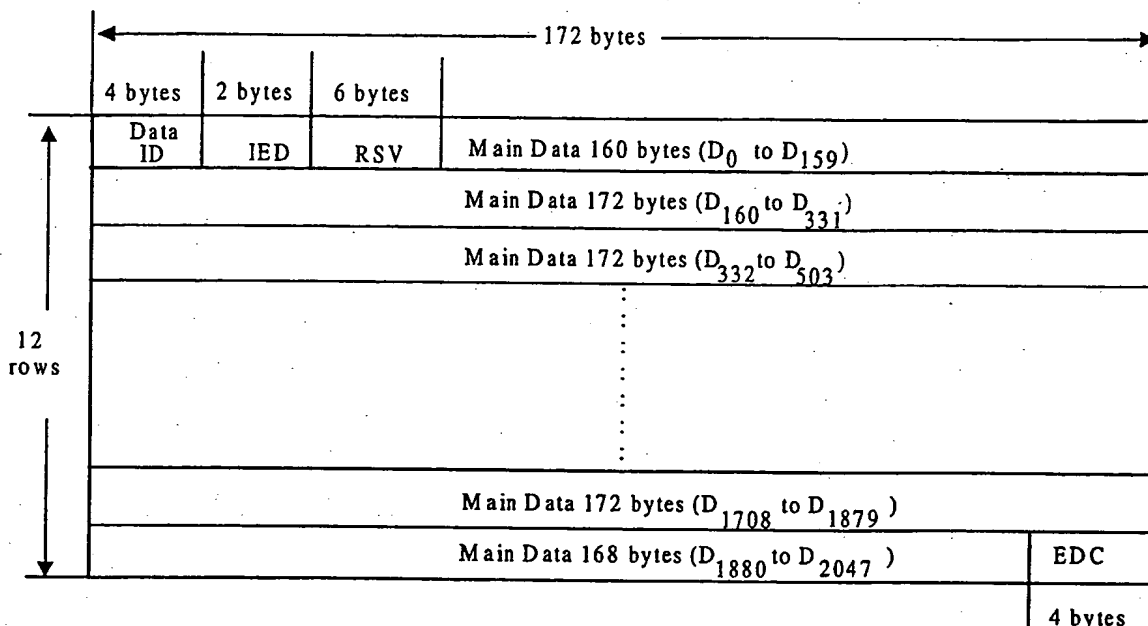 172 bytes
4 bytes 2 bytes 6 bytes
Data ID IED RSV Main Data 160 bytes (D0 to D159)
Main Data 172 bytes (D160 to D331)
Main Data 172 bytes (D332 to D503)
12
rows
Main Data 172 bytes (D1708 to D1879)
Main Data 168 bytes (D1880 to D2047) EDC
4 bytes